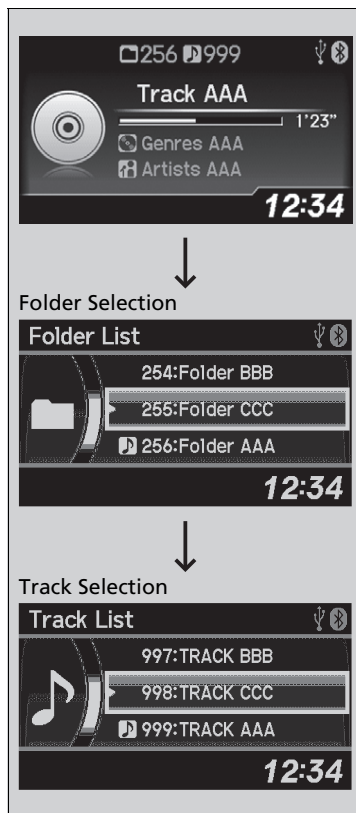 256 999
Track AAA
1'23"
Genres AAA
Artists AAA
12:34
Folder Selection
Folder List
254:Folder BBB
255:Folder CCC
256:Folder AAA
12:34
Track Selection
Track List
997:TRACK BBB
998:TRACK CCC
999:TRACK AAA
12:34